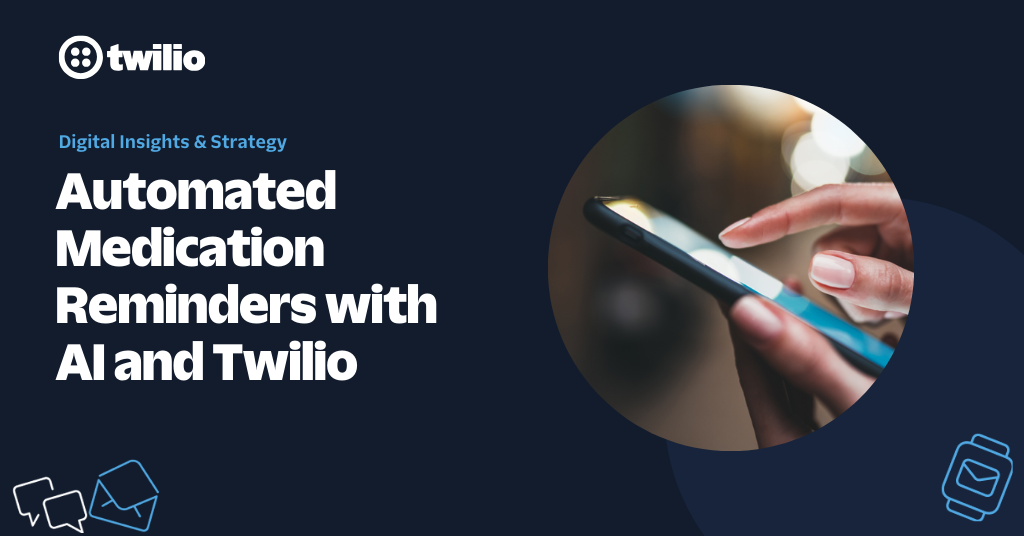 twilio
Digital Insights & Strategy
Automated
Medication
Reminders with
AI and Twilio